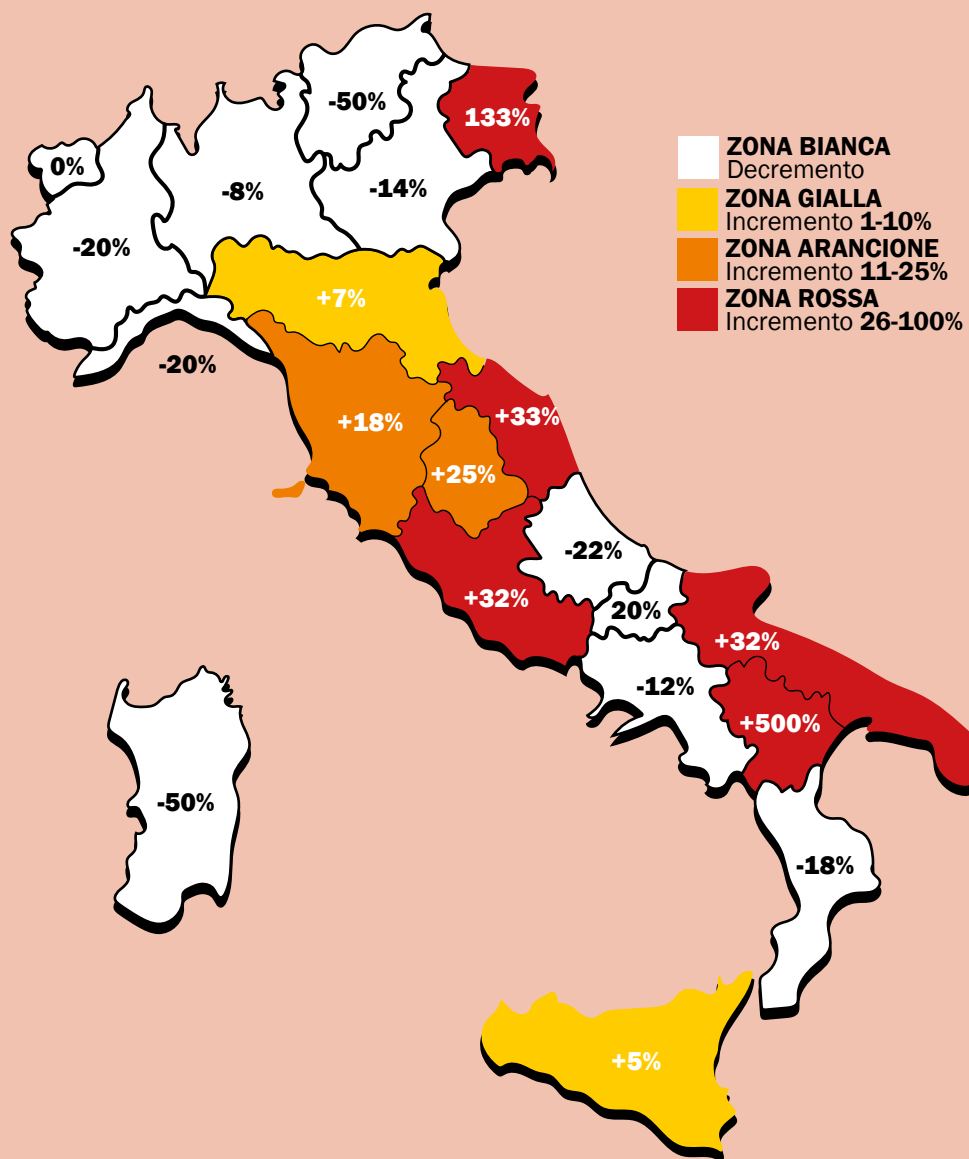 -50%
133%
0%
-8%
-14%
-20%
+7%
-20%
ZONA BIANCA
Decremento
ZONA GIALLA
Incremento 1-10%
ZONA ARANCIONE
Incremento 11-25%
ZONA ROSSA
Incremento 26-100%
+18%
+33%
+25%
-22%
+32%
20%
+32%
-12%
+500%
-50%
-18%
+5%